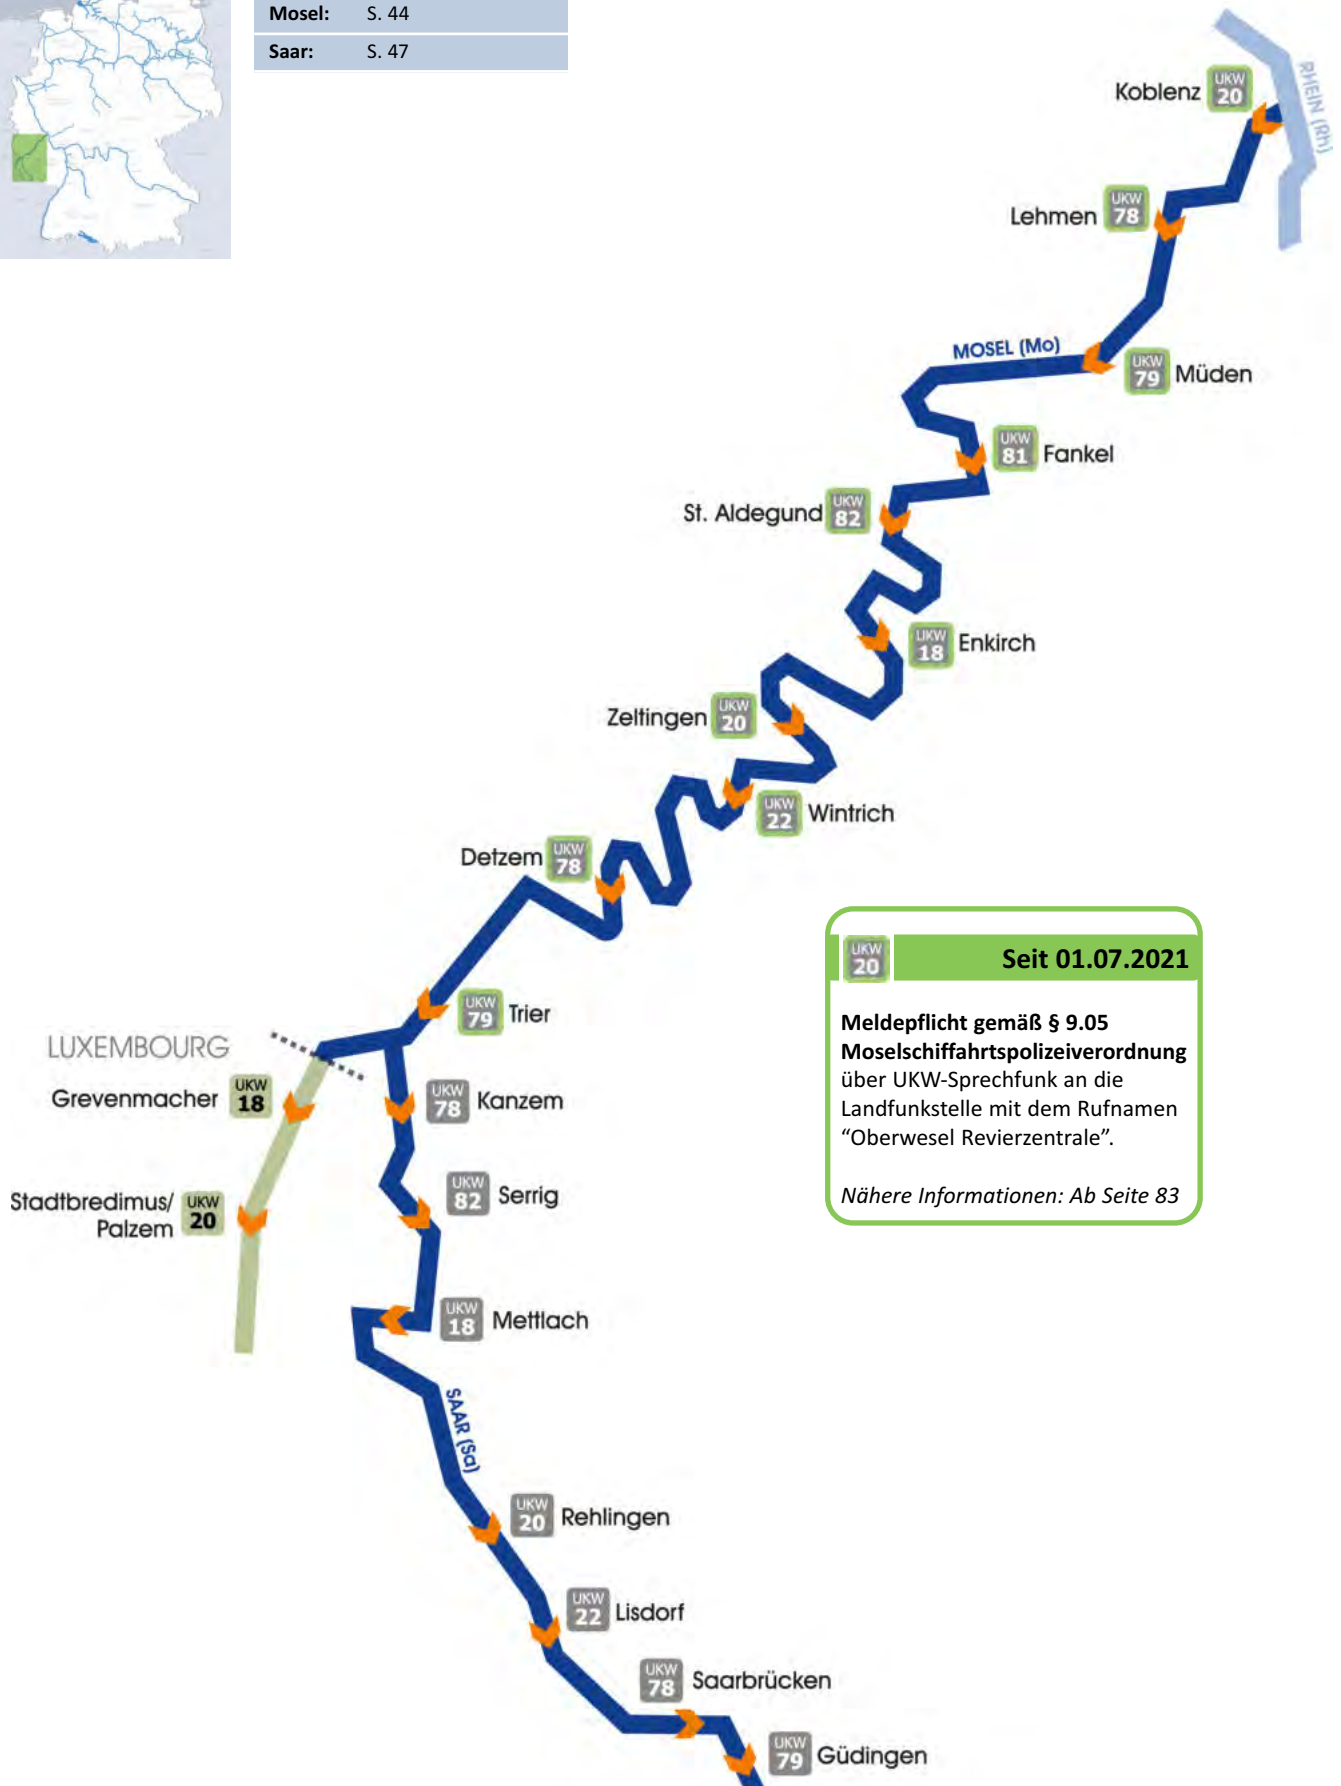 Mosel: S. 44
Saar: S. 47
RHEIN (Rh)
Koblenz UKW 20
Lehmen UKW 78
MOSEL (Mo)
UKW 79 Müden
UKW 81 Fankel
St. Aldegund UKW 82
UKW 18 Enkirch
Zeltingen UKW 20
UKW 22 Wintrich
Detzem UKW 78
UKW 20 Seit 01.07.2021
Meldepflicht gemäß § 9.05
Moselschiffahrtspolizeiverordnung
über UKW-Sprechfunk an die
Landfunkstelle mit dem Rufnamen
“Oberwesel Revierzentrale”.
Nähere Informationen: Ab Seite 83
UKW 79 Trier
LUXEMBOURG
Grevenmacher UKW 18
UKW 78 Kanzem
Stadtbredimus/
Palzem UKW 20
UKW 82 Serrig
UKW 18 Mettlach
SAAR (Sa)
UKW 20 Rehlingen
UKW 22 Lisdorf
UKW 78 Saarbrücken
UKW 79 Güdingen